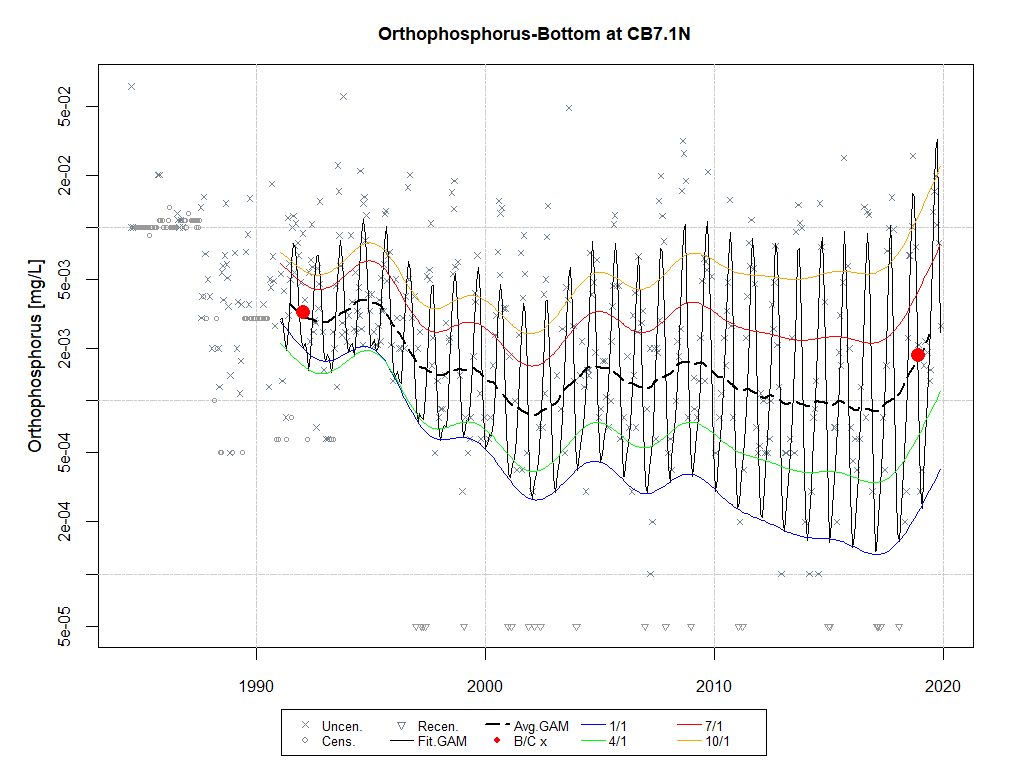 Orthophosphorus-Bottom at CB7.1N
Orthophosphorus [mg/L]
5e-02
2e-02
5e-03
2e-03
5e-04
2e-04
5e-05
1990 2000 2010 2020
Uncen. Recen. Avg.GAM 1/1 7/1
Cens. Fit.GAM B/C x 4/1 10/1